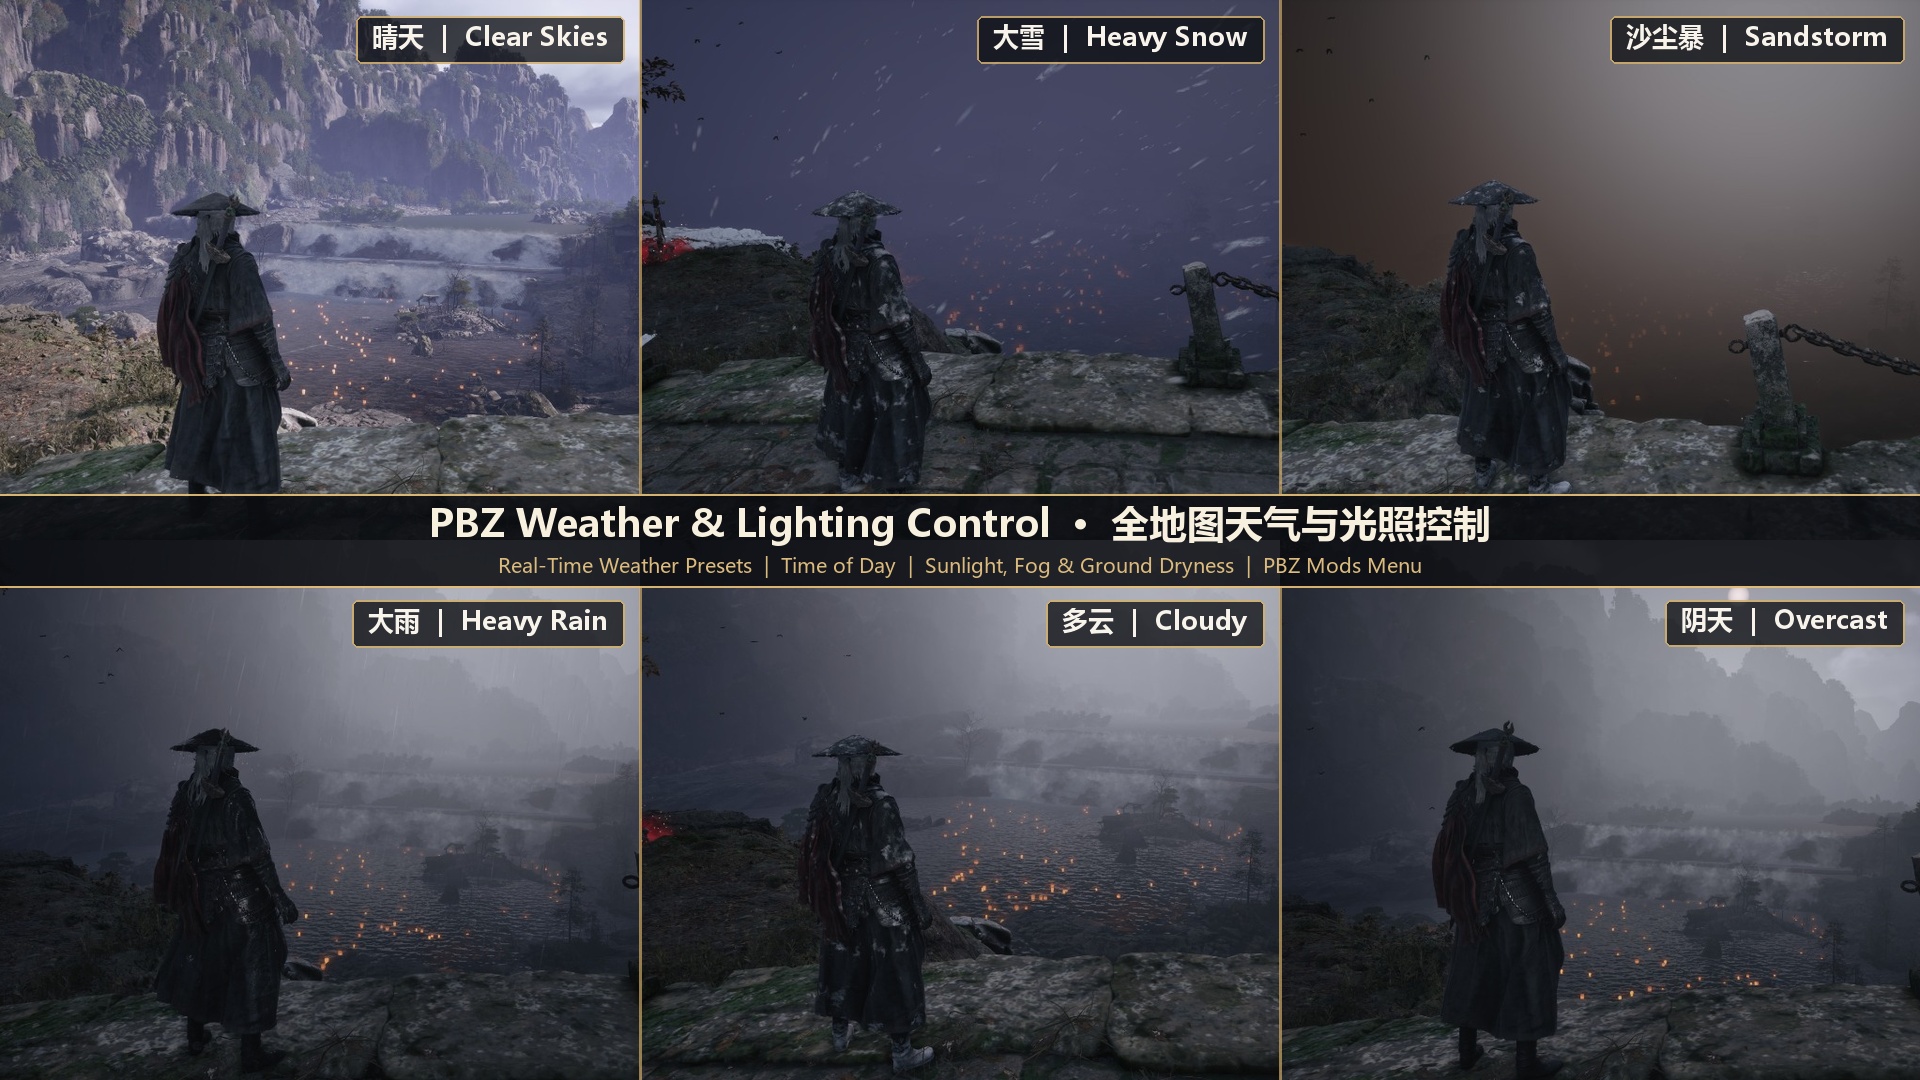 晴天 | Clear Skies
大雪 | Heavy Snow
沙尘暴 | Sandstorm
PBZ Weather & Lighting Control • 全地图天气与光照控制
Real-Time Weather Presets | Time of Day | Sunlight, Fog & Ground Dryness | PBZ Mods Menu
大雨 | Heavy Rain
多云 | Cloudy
阴天 | Overcast